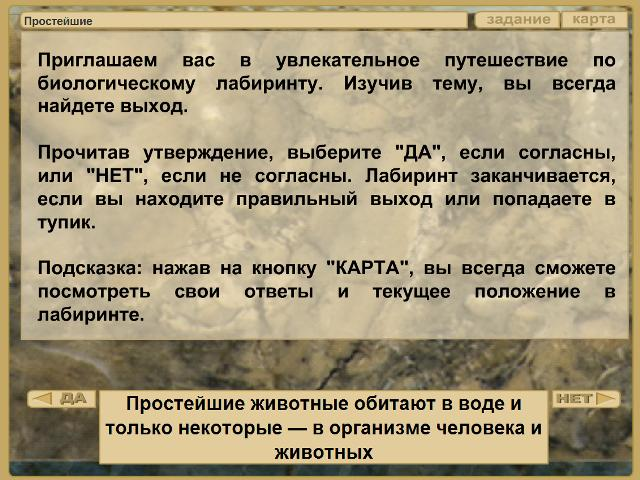 Простейшие
задание
карта
Приглашаем вас в увлекательное путешествие по
биологическому лабиринту. Изучив тему, вы всегда
найдете выход.
Прочитав утверждение, выберите "ДА", если согласны,
или "НЕТ", если не согласны. Лабиринт заканчивается,
если вы находите правильный выход или попадаете в
тупик.
Подсказка: нажав на кнопку "КАРТА", вы всегда сможете
посмотреть свои ответы и текущее положение в
лабиринте.
ДА
Простейшие животные обитают в воде и
только некоторые — в организме человека и
животных
НЕТ